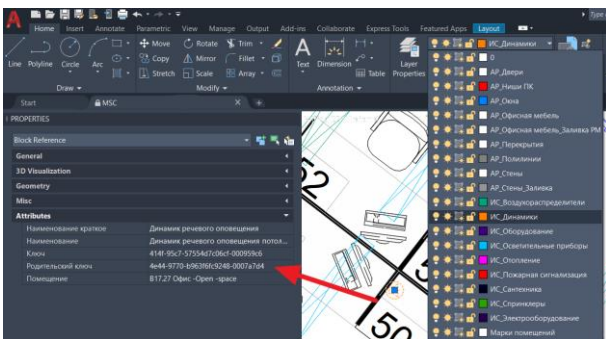 Type
Home Insert Annotate Parametric View Manage Output Add-ins Collaborate Express Tools Featured Apps Layout
Line Polyline Circle Arc
Move Rotate Trim
Copy Mirror Fillet
Stretch Scale Array
Text Dimension
Table
Layer
Properties
Draw Modify Annotation
ИС_Динамики
Start MSC
PROPERTIES
Block Reference
General
3D Visualization
Geometry
Misc
Attributes
Наименование краткое Динамик речевого оповещения
Наименование Динамик речевого оповещения потол...
Ключ 414f-95c7-57554d7c06cf-000959c6
Родительский ключ 4e44-9770-b963f6fc9248-0007a7d4
Помещение 817.27 Офис -Open -space
52
50
0
АР_Двери
АР_Ниши ПК
АР_Окна
АР_Офисная мебель
АР_Офисная мебель_Заливка РМ
АР_Перекрытия
АР_Полилинии
АР_Стены
АР_Стены_Заливка
ИС_Воздухораспределители
ИС_Динамики
ИС_Оборудование
ИС_Осветительные приборы
ИС_Отопление
ИС_Пожарная сигнализация
ИС_Сантехника
ИС_Спринклеры
ИС_Электрооборудование
Марки помещений